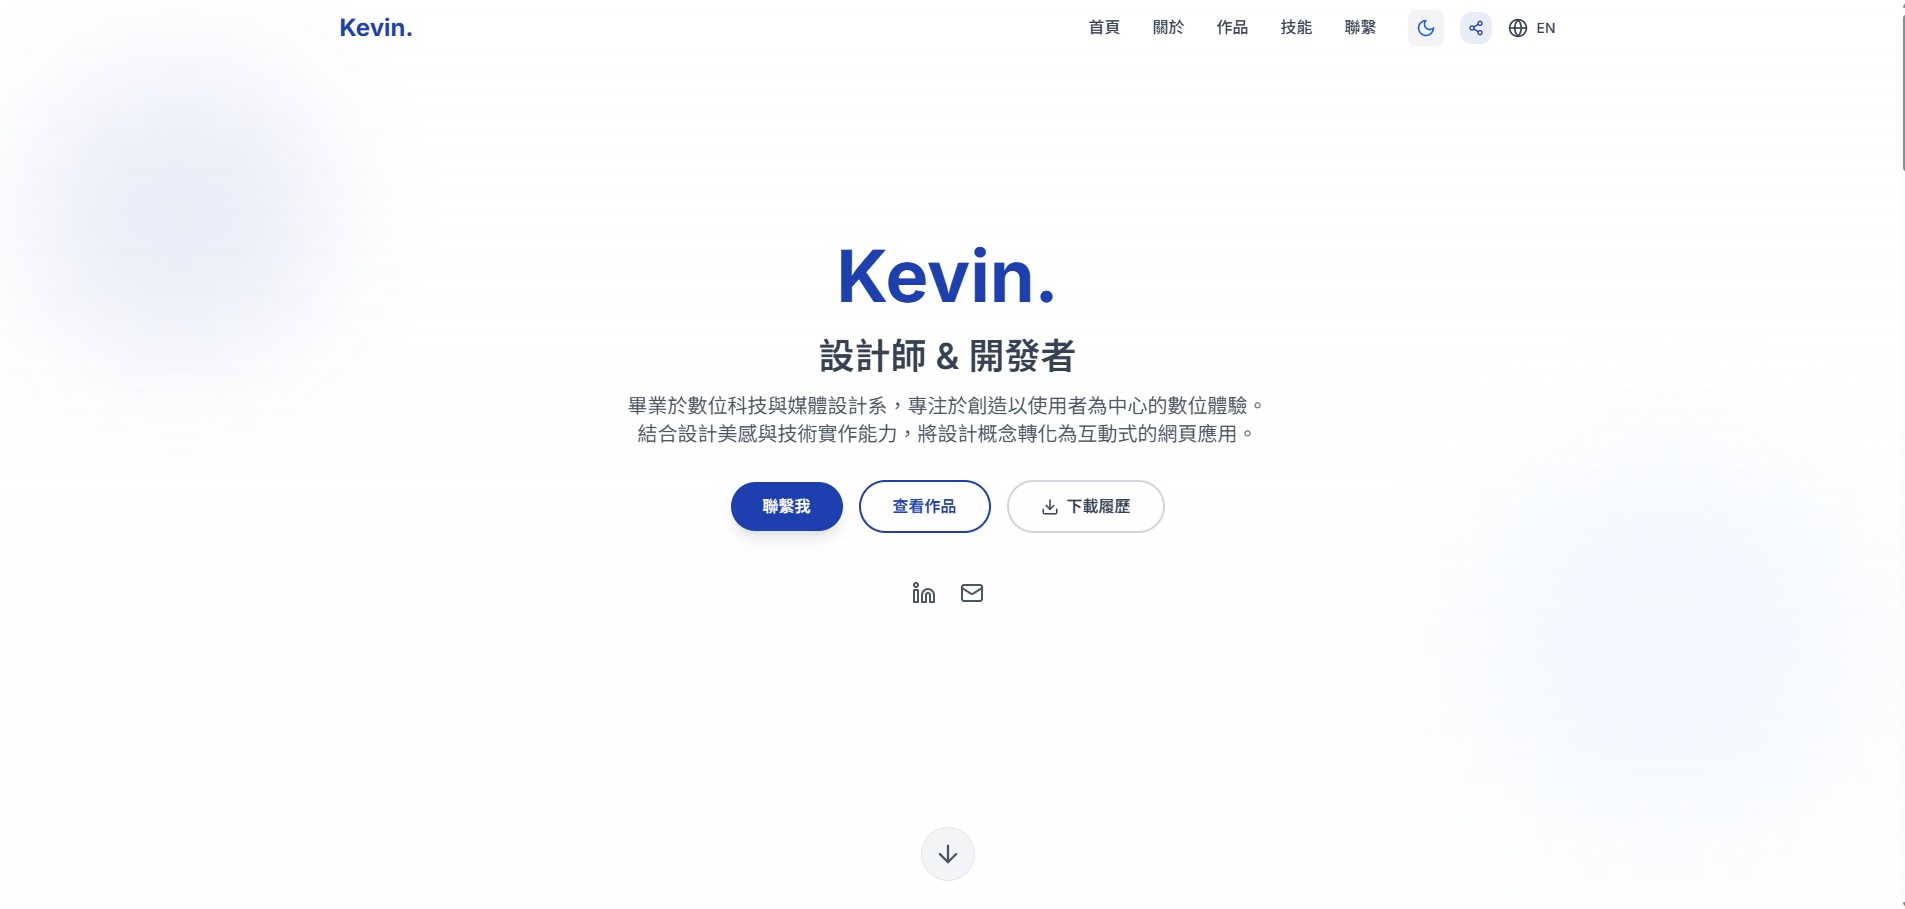 Kevin.
首頁 關於 作品 技能 聯繫 EN
Kevin.
設計師 & 開發者
畢業於數位科技與媒體設計系，專注於創造以使用者為中心的數位體驗。
結合設計美感與技術實作能力，將設計概念轉化為互動式的網頁應用。
聯繫我 查看作品 下載履歷